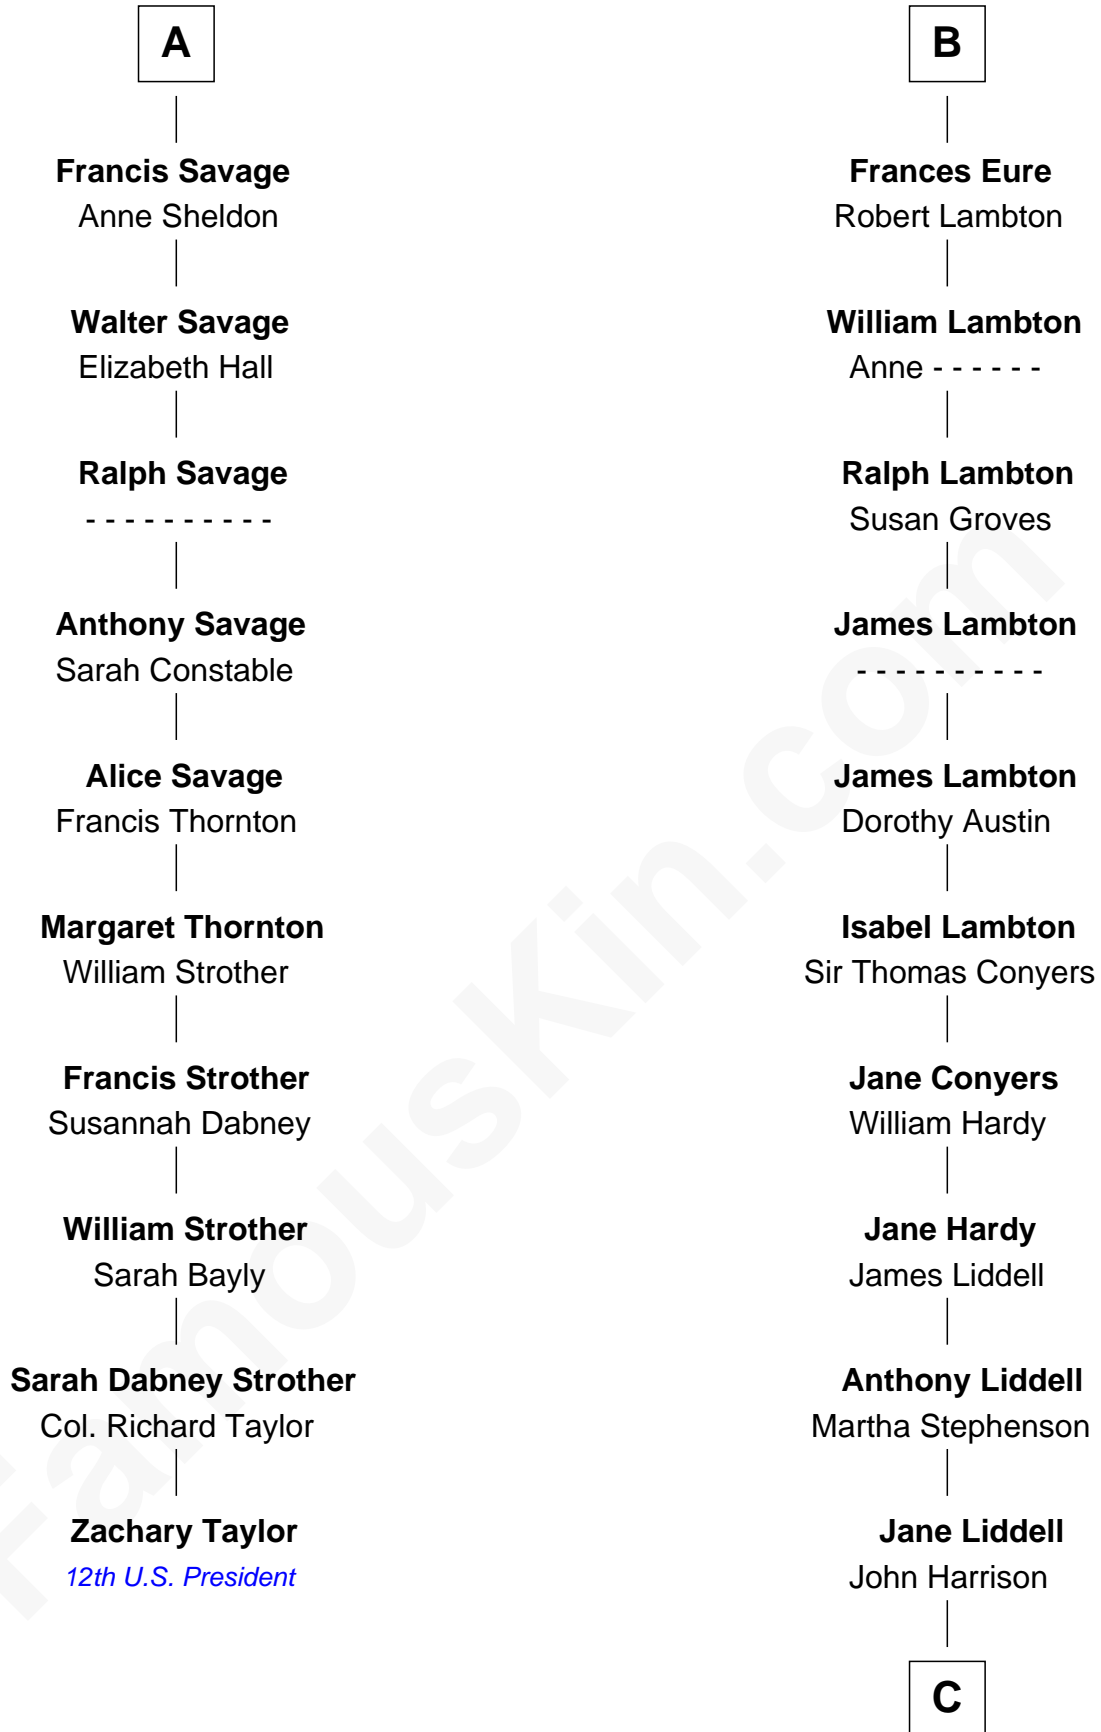 A
Francis Savage
Anne Sheldon
Walter Savage
Elizabeth Hall
Ralph Savage
- - - - - - - - - -
Anthony Savage
Sarah Constable
Alice Savage
Francis Thornton
Margaret Thornton
William Strother
Francis Strother
Susannah Dabney
William Strother
Sarah Bayly
Sarah Dabney Strother
Col. Richard Taylor
Zachary Taylor
12th U.S. President
B
Frances Eure
Robert Lambton
William Lambton
Anne - - - - - -
Ralph Lambton
Susan Groves
James Lambton
- - - - - - - - - -
James Lambton
Dorothy Austin
Isabel Lambton
Sir Thomas Conyers
Jane Conyers
William Hardy
Jane Hardy
James Liddell
Anthony Liddell
Martha Stephenson
Jane Liddell
John Harrison
C
FamousKin.com